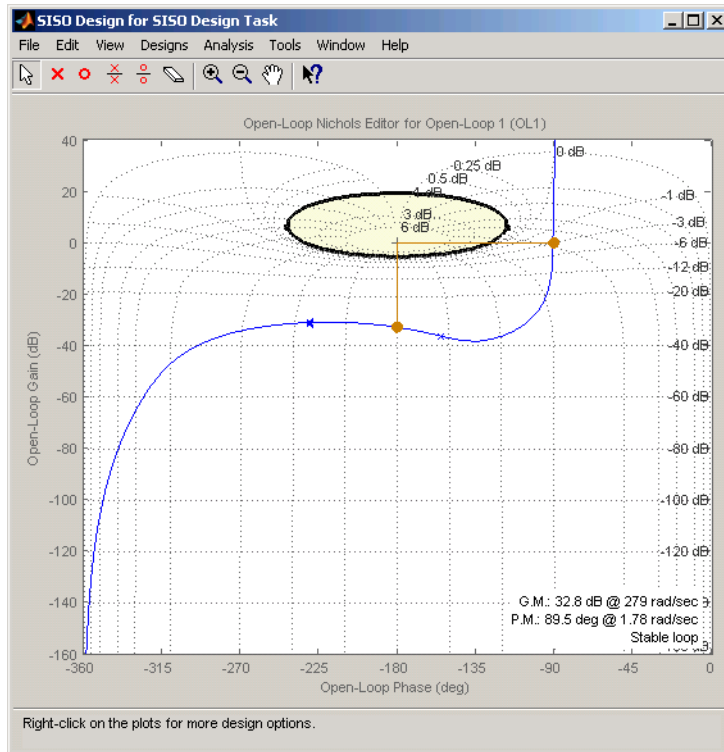 SISO Design for SISO Design Task
File Edit View Designs Analysis Tools Window Help
Open-Loop Nichols Editor for Open-Loop 1 (OL1)
40
20
0
-20
-40
-60
-80
-100
-120
-140
-160
Open-Loop Gain (dB)
0 dB
-0.25 dB
-0.5 dB
-1 dB
3 dB
6 dB
-1 dB
-3 dB
-6 dB
-12 dB
-20 dB
-40 dB
-60 dB
-80 dB
-100 dB
-120 dB
G.M.: 32.8 dB @ 279 rad/sec
P.M.: 89.5 deg @ 1.78 rad/sec
Stable loop
-360 -315 -270 -225 -180 -135 -90 -45 0
Open-Loop Phase (deg)
Right-click on the plots for more design options.